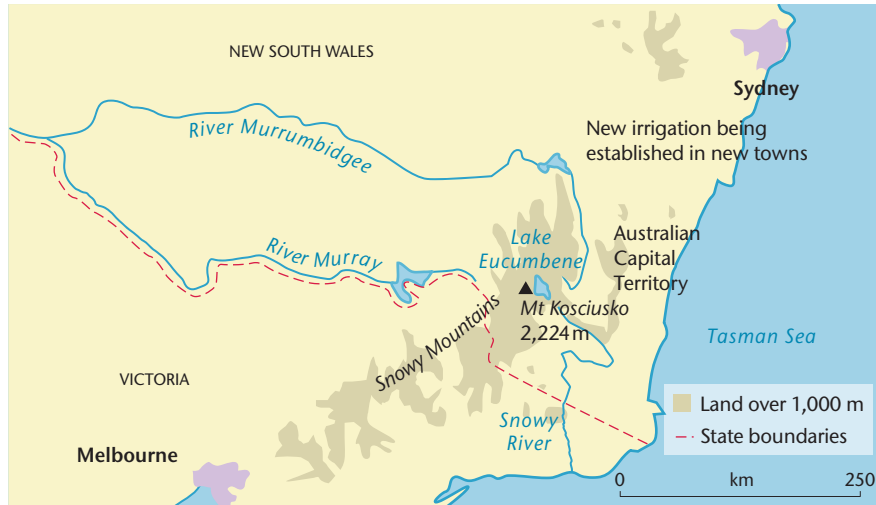 NEW SOUTH WALES
Sydney
River Murrumbidgee
New irrigation being
established in new towns
Lake
Eucumbene
Australian
Capital
Territory
River Murray
Mt Kosciusko
2,224 m
Snowy Mountains
Tasman Sea
VICTORIA
Land over 1,000 m
State boundaries
Snowy
River
Melbourne
0 km 250